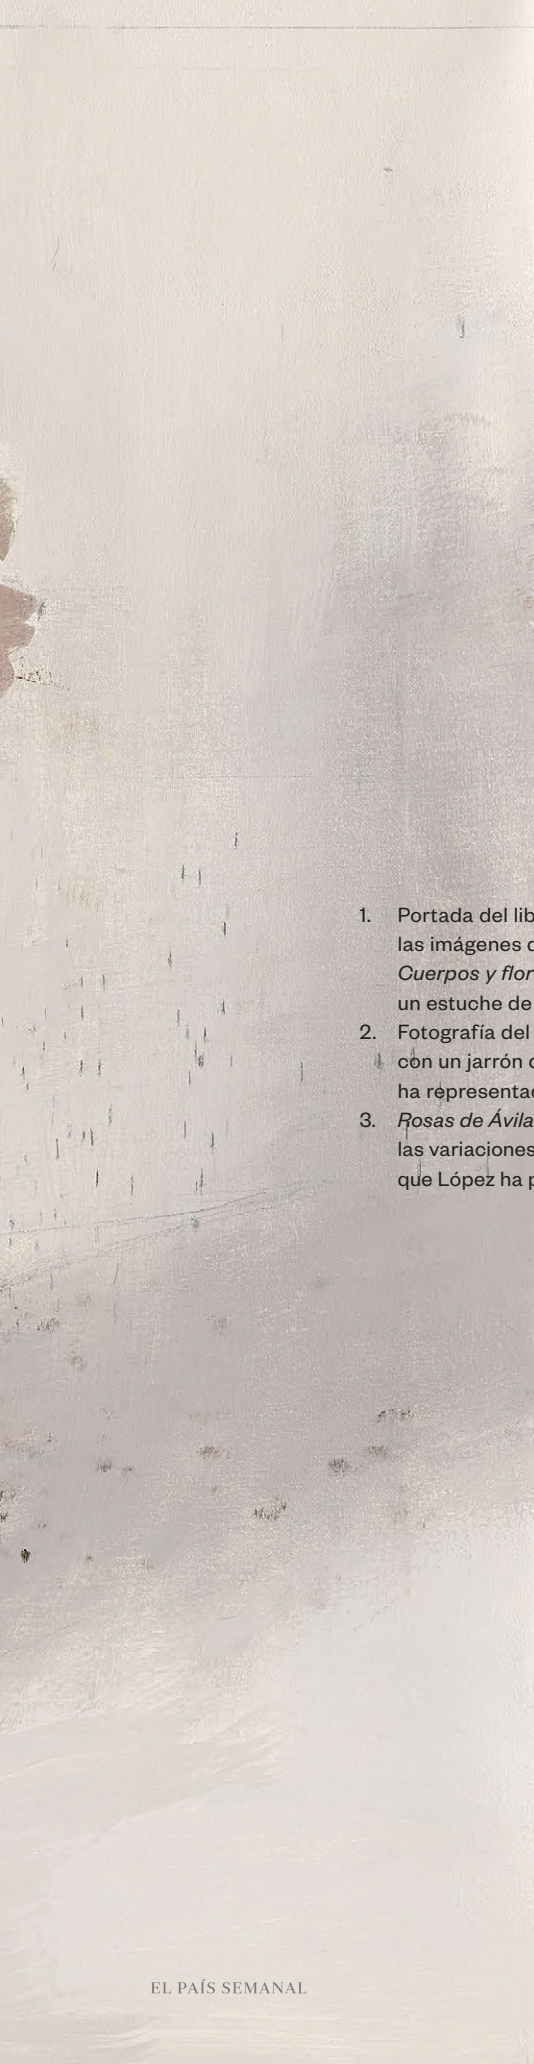 1. Portada del lib
las imágenes
Cuerpos y flor
un estuche de
2. Fotografía del
con un jarrón
ha representa
3. Rosas de Ávila
las variaciones
que López ha
EL PAÍS SEMANAL